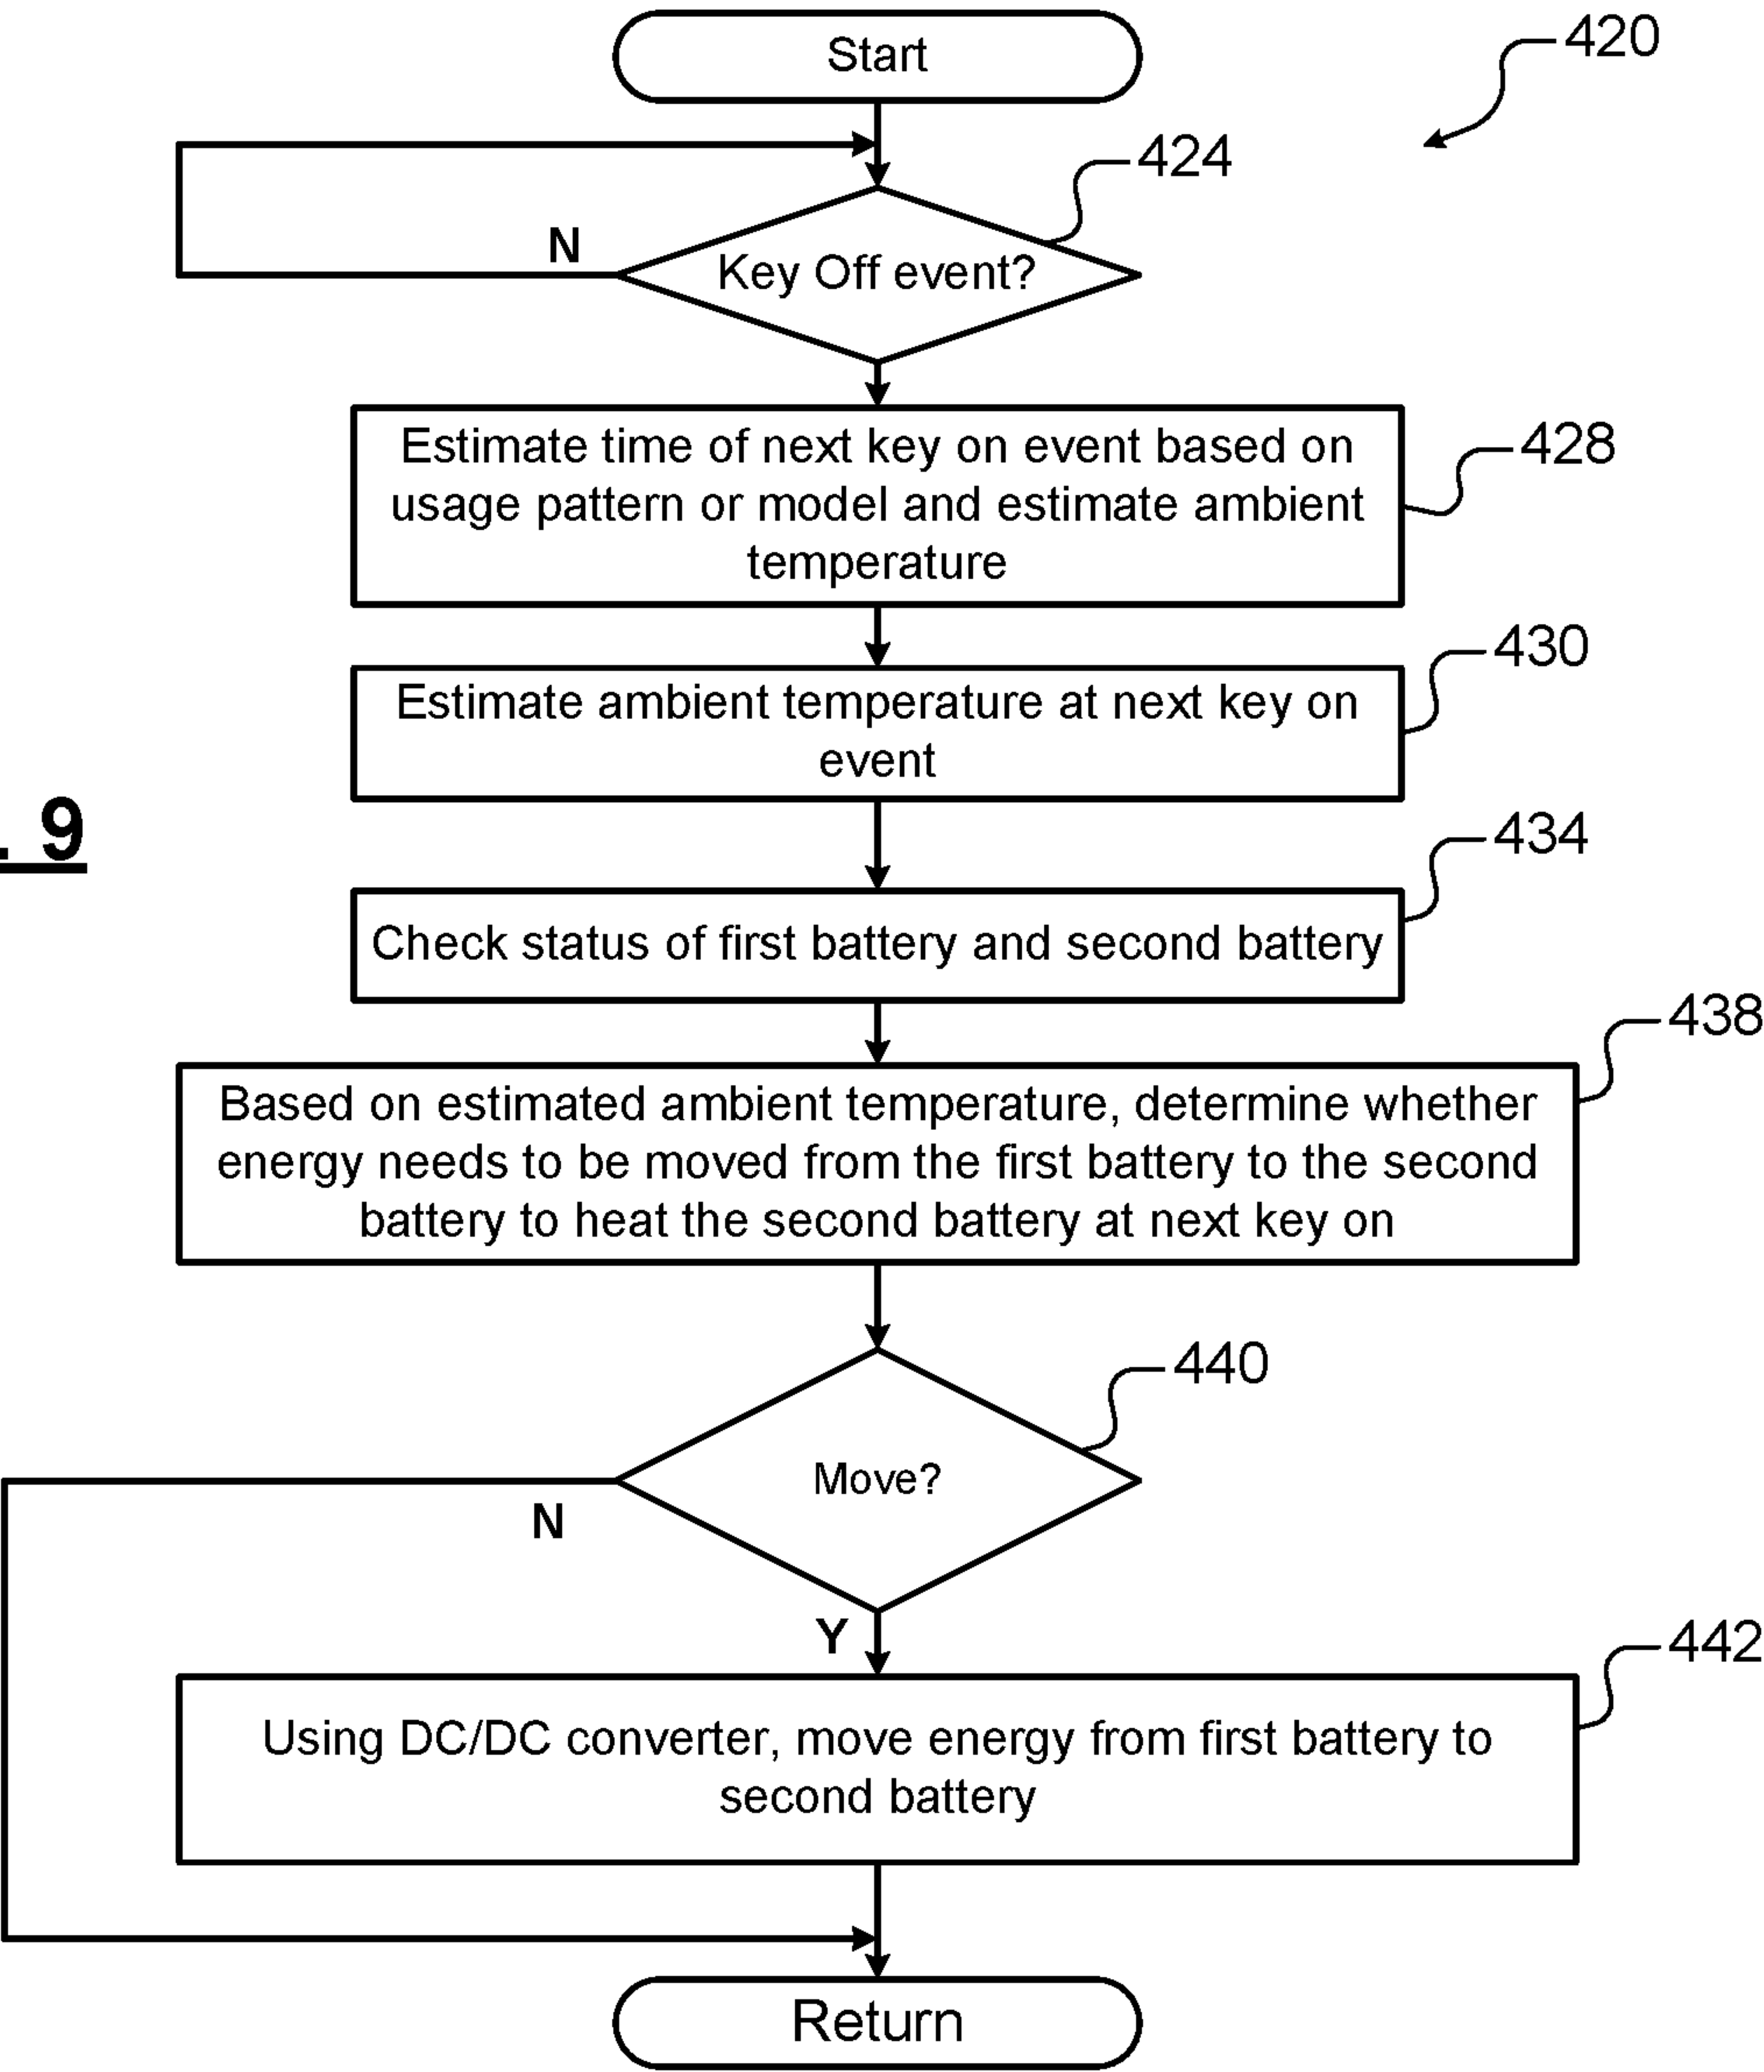 Start
420
424
N
Key Off event?
Estimate time of next key on event based on
usage pattern or model and estimate ambient
temperature
428
Estimate ambient temperature at next key on
event
430
. 9
Check status of first battery and second battery
434
Based on estimated ambient temperature, determine whether
energy needs to be moved from the first battery to the second
battery to heat the second battery at next key on
438
Move?
440
N
Y
Using DC/DC converter, move energy from first battery to
second battery
442
Return